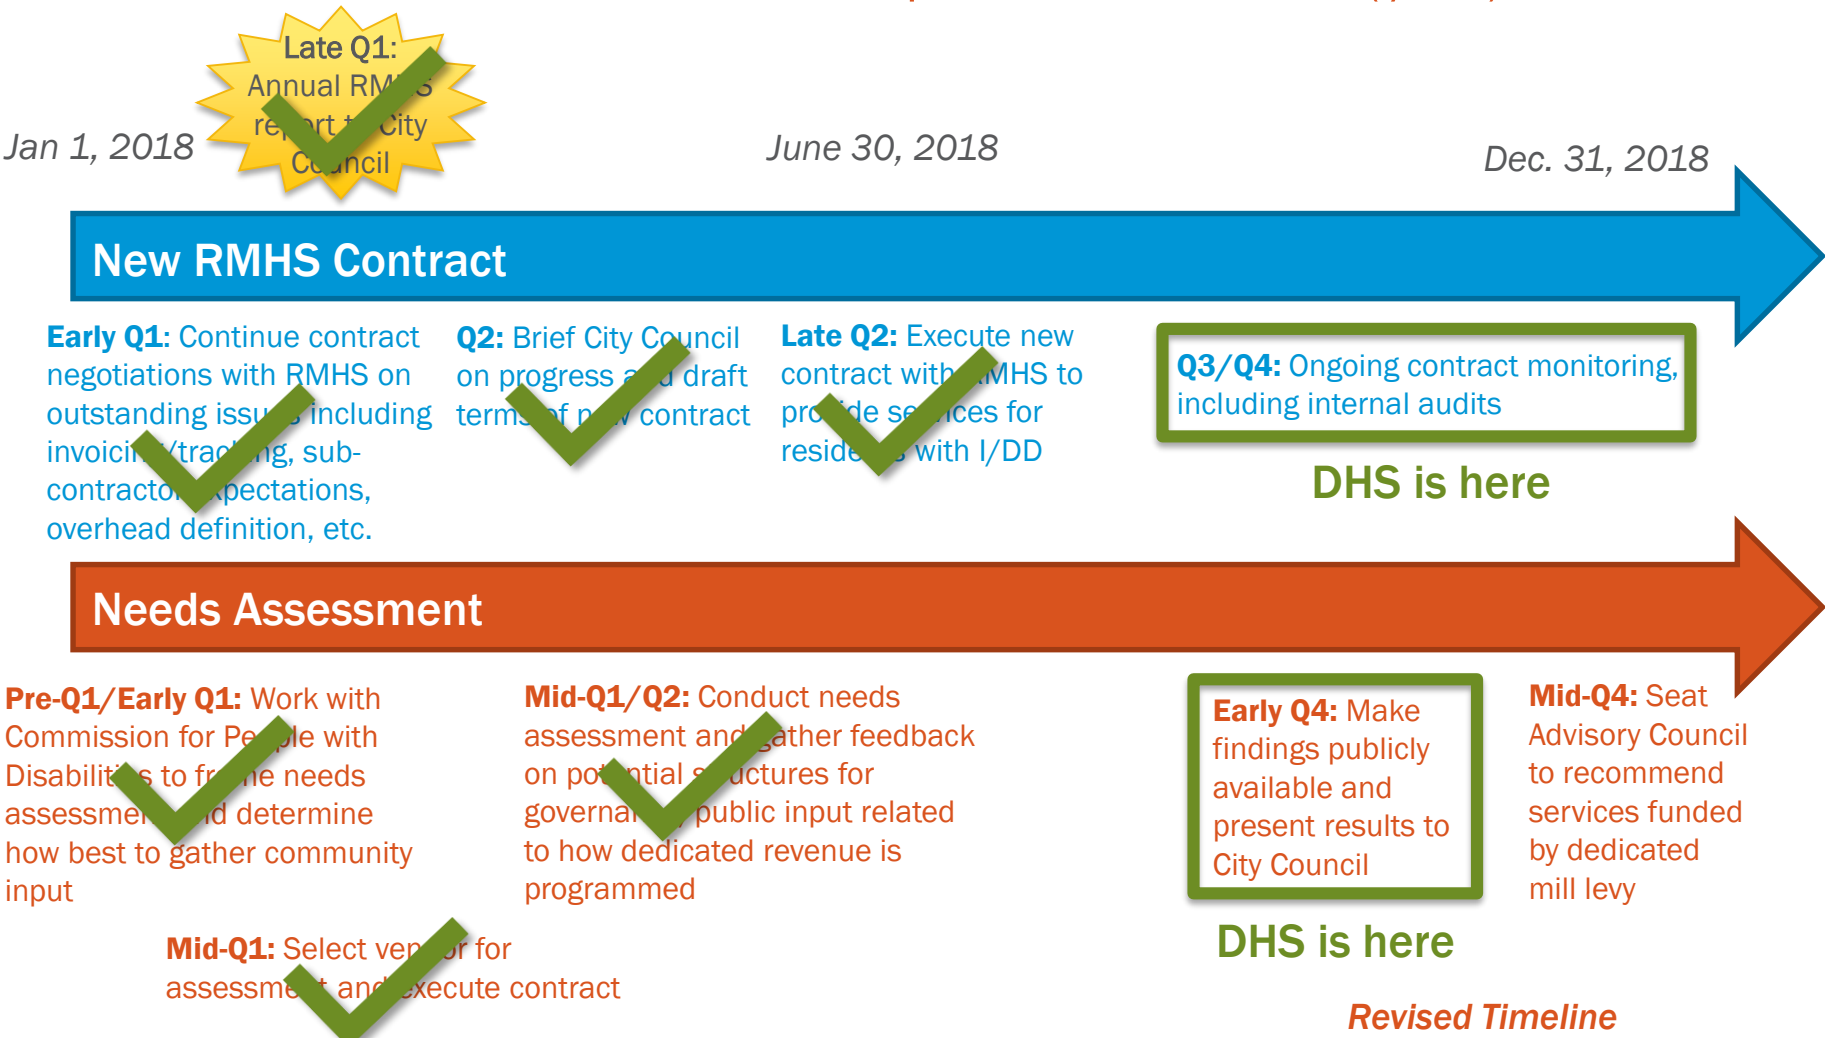 Late Q1:
Annual RMHS
report to City
Council
Jan 1, 2018
June 30, 2018
Dec. 31, 2018
New RMHS Contract
Early Q1: Continue contract
negotiations with RMHS on
outstanding issues including
invoicing/tracking, sub-
contractor expectations,
overhead definition, etc.
Q2: Brief City Council
on progress and draft
terms of new contract
Late Q2: Execute new
contract with RMHS to
provide services for
residents with I/DD
Q3/Q4: Ongoing contract monitoring,
including internal audits
DHS is here
Needs Assessment
Pre-Q1/Early Q1: Work with
Commission for People with
Disabilities to frame needs
assessment and determine
how best to gather community
input
Mid-Q1/Q2: Conduct needs
assessment and gather feedback
on potential structures for
governance, public input related
to how dedicated revenue is
programmed
Early Q4: Make
findings publicly
available and
present results to
City Council
Mid-Q4: Seat
Advisory Council
to recommend
services funded
by dedicated
mill levy
DHS is here
Mid-Q1: Select vendor for
assessment and execute contract
Revised Timeline